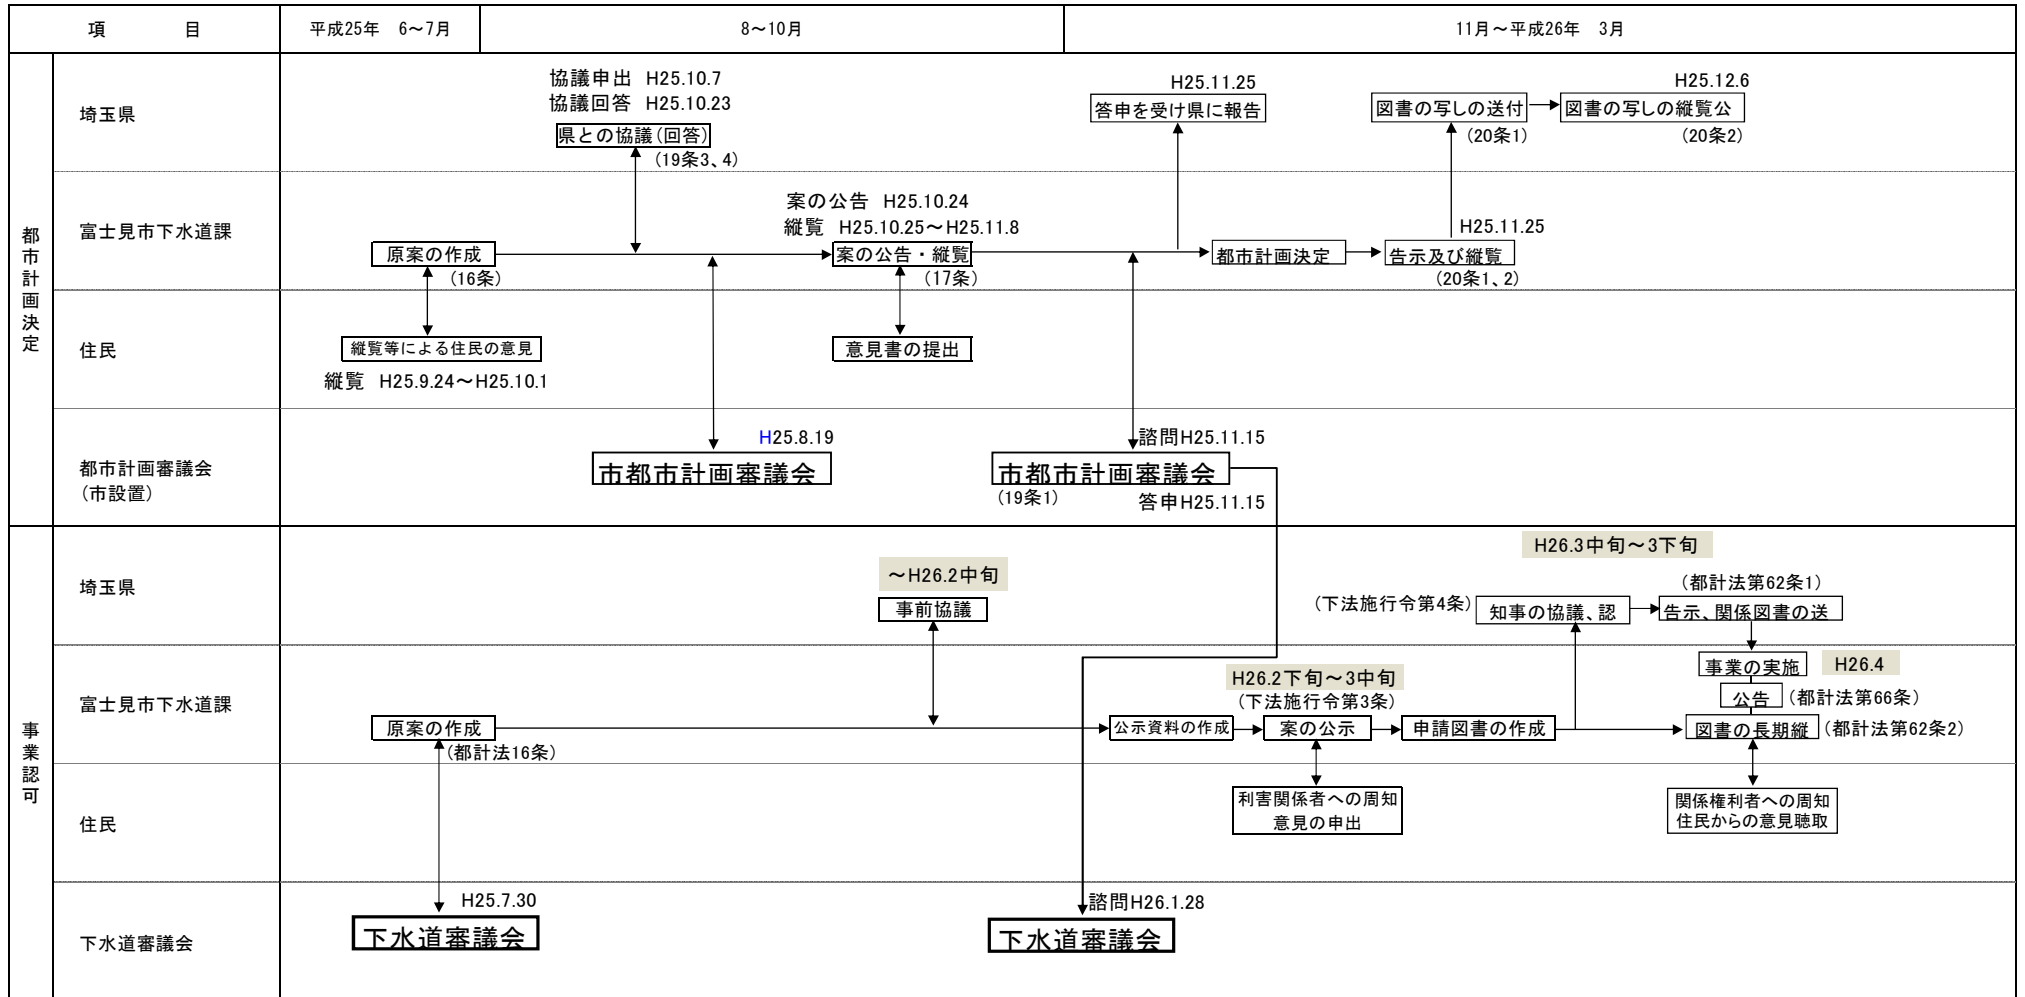 項　　　　目
平成25年　6～7月
8～10月
11月～平成26年　3月
都市計画決定
埼玉県
協議申出　H25.10.7
協議回答　H25.10.23
県との協議(回答)
(19条3、4)
H25.11.25
答申を受け県に報告
図書の写しの送付
(20条1)
H25.12.6
図書の写しの縦覧公
(20条2)
富士見市下水道課
原案の作成
(16条)
案の公告　H25.10.24
縦覧　H25.10.25～H25.11.8
案の公告・縦覧
(17条)
都市計画決定
H25.11.25
告示及び縦覧
(20条1、2)
住民
縦覧等による住民の意見
縦覧　H25.9.24～H25.10.1
意見書の提出
都市計画審議会
(市設置)
H25.8.19
市都市計画審議会
諮問H25.11.15
市都市計画審議会
(19条1)
答申H25.11.15
事業認可
埼玉県
～H26.2中旬
事前協議
H26.3中旬～3下旬
(下法施行令第4条)
知事の協議、認
(都計法第62条1)
告示、関係図書の送
富士見市下水道課
原案の作成
(都計法16条)
公示資料の作成
H26.2下旬～3中旬
(下法施行令第3条)
案の公示
申請図書の作成
事業の実施
H26.4
公告
(都計法第66条)
図書の長期縦
(都計法第62条2)
住民
利害関係者への周知
意見の申出
関係権利者への周知
住民からの意見聴取
下水道審議会
H25.7.30
下水道審議会
諮問H26.1.28
下水道審議会